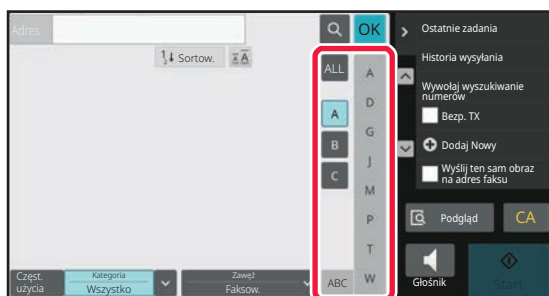 Adres
OK
Sortow.
ALL
A
B
C
ABC
A
D
G
J
M
P
T
W
Ostatnie zadania
Historia wysyłania
Wywołaj wyszukiwanie
numerów
Bezp. TX
Dodaj Nowy
Wyślij ten sam obraz
na adres faksu
Podgląd
CA
Głośnik
Start
Częst.
użycia
Kategoria
Wszystko
Zawęź
Faksow.